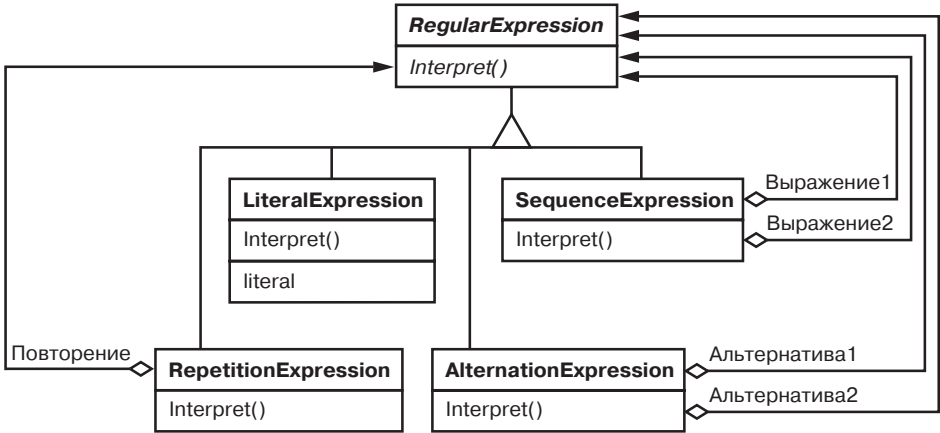 RegularExpression
Interpret()
LiteralExpression
Interpret()
literal
SequenceExpression
Interpret()
Выражение1
Выражение2
Повторение
RepetitionExpression
Interpret()
AlternationExpression
Interpret()
Альтернатива1
Альтернатива2